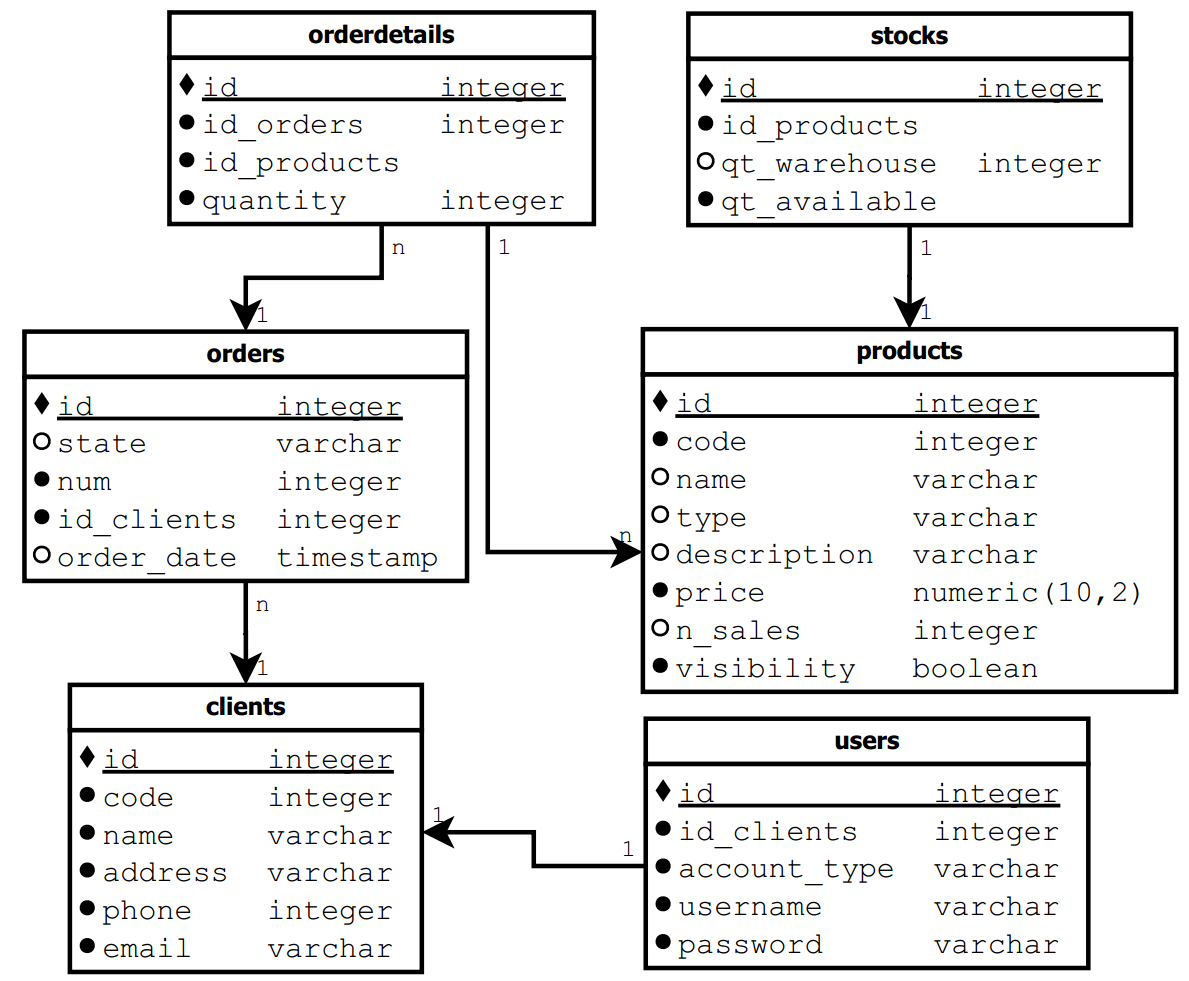 orderdetails
id integer
id_orders integer
id_products
quantity integer
stocks
id integer
id_products
qt_warehouse integer
qt_available
n
1
1
1
1
orders
id integer
state varchar
num integer
id_clients integer
order_date timestamp
products
id integer
code integer
name varchar
type varchar
description varchar
price numeric(10,2)
n_sales integer
visibility boolean
n
n
1
clients
id integer
code integer
name varchar
address varchar
phone integer
email varchar
1
1
users
id integer
id_clients integer
account_type varchar
username varchar
password varchar